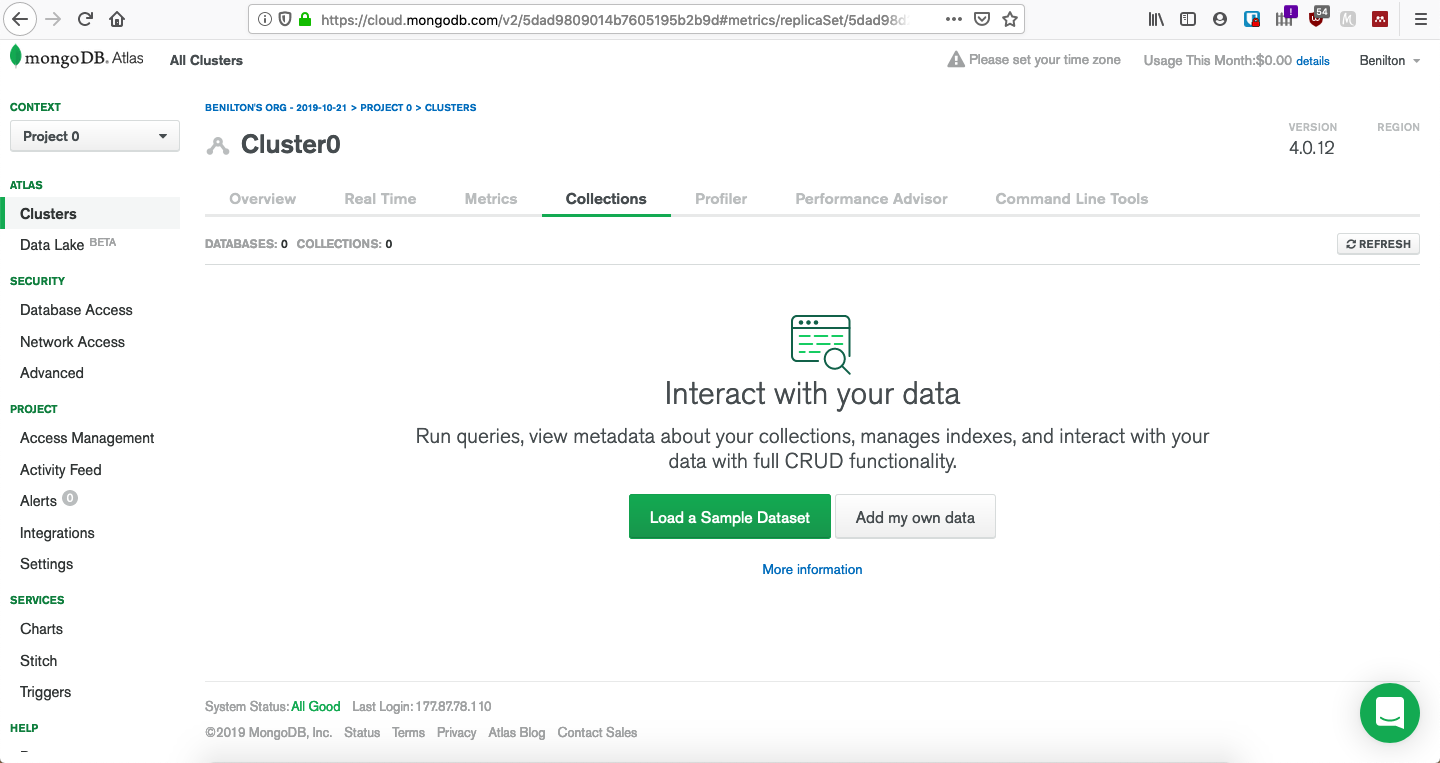 https://cloud.mongodb.com/v2/5dad9809014b7605195b2b9d#metrics/replicaSet/5dad98d
! 54
mongoDB. Atlas All Clusters Please set your time zone Usage This Month:$0.00 details Benilton
CONTEXT
Project 0
ATLAS
Clusters
Data Lake BETA
SECURITY
Database Access
Network Access
Advanced
PROJECT
Access Management
Activity Feed
Alerts 0
Integrations
Settings
SERVICES
Charts
Stitch
Triggers
HELP
BENILTON'S ORG - 2019-10-21 > PROJECT 0 > CLUSTERS
Cluster0
VERSION REGION
4.0.12
Overview Real Time Metrics Collections Profiler Performance Advisor Command Line Tools
DATABASES: 0 COLLECTIONS: 0 REFRESH
Interact with your data
Run queries, view metadata about your collections, manages indexes, and interact with your
data with full CRUD functionality.
Load a Sample Dataset Add my own data
More information
System Status: All Good Last Login: 177.87.78.110
©2019 MongoDB, Inc. Status Terms Privacy Atlas Blog Contact Sales